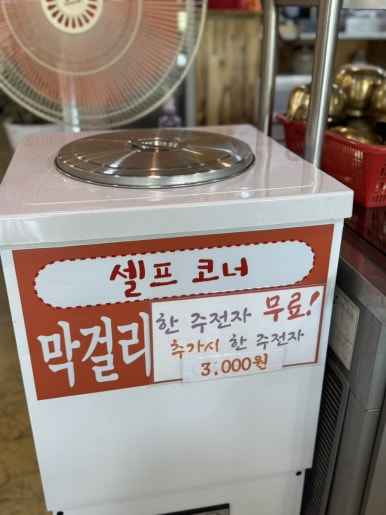 셀프 코너
막걸리
한 주전자 무료!
추가시 한 주전자
3,000원